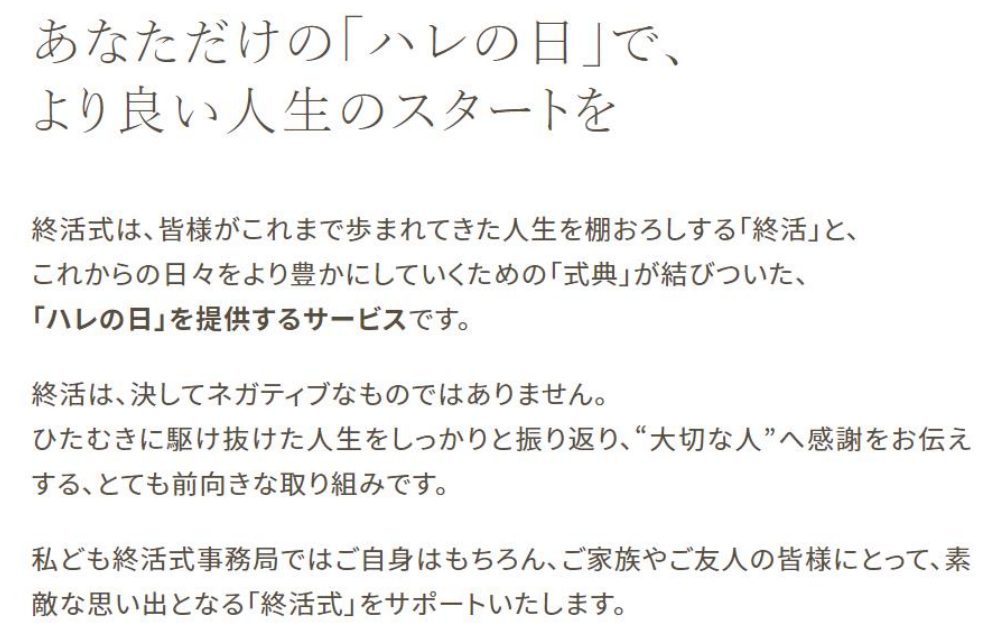 あなただけの「ハレの日」で、
より良い人生のスタートを
終活式は、皆様がこれまで歩まれてきた人生を棚おろしする「終活」と、
これからの日々をより豊かにしていくための「式典」が結びついた、
「ハレの日」を提供するサービスです。
終活は、決してネガティブなものではありません。
ひたむきに駆け抜けた人生をしっかりと振り返り、“大切な人”へ感謝をお伝え
する、とても前向きな取り組みです。
私ども終活式事務局ではご自身はもちろん、ご家族やご友人の皆様にとって、素
敵な思い出となる「終活式」をサポートいたします。